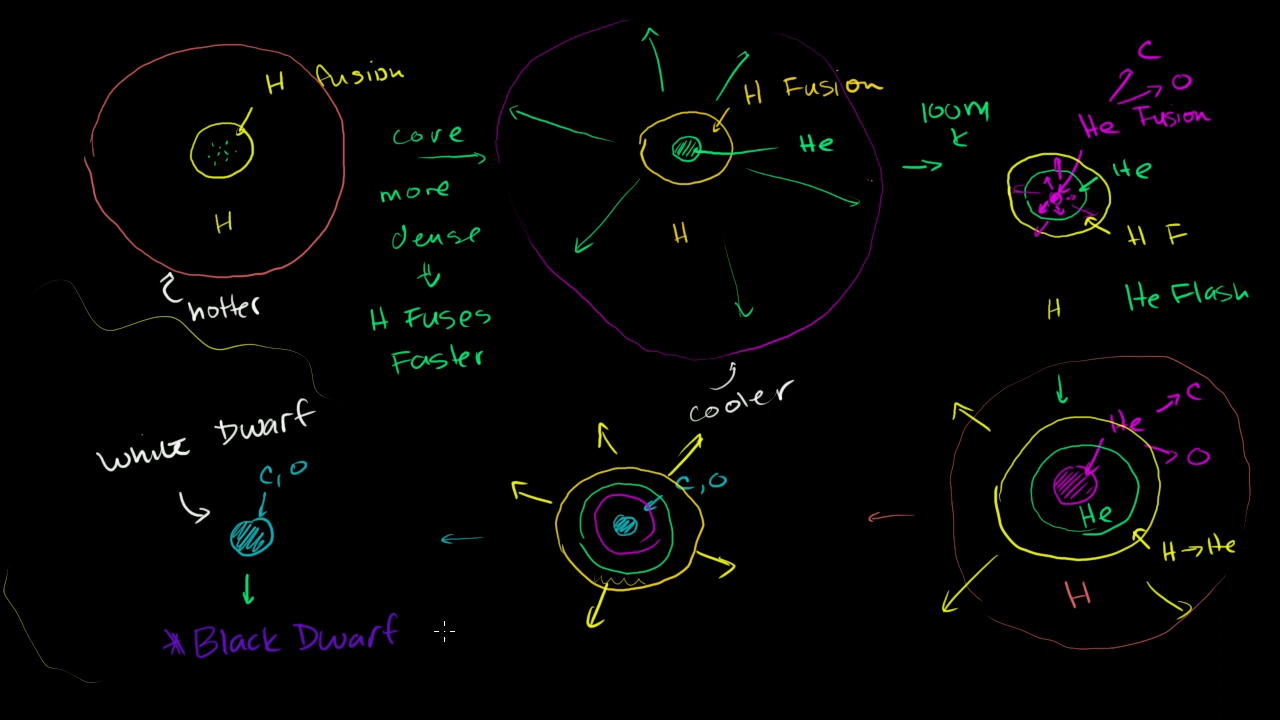 H fusion
H
hotter
core
more
dense
H Fuses
Faster
H Fusion
He
H
cooler
100M
K
C
O
He Fusion
He
H F
He Flash
H
He
C
O
He
H → He
H
C, O
White Dwarf
C, O
*Black Dwarf